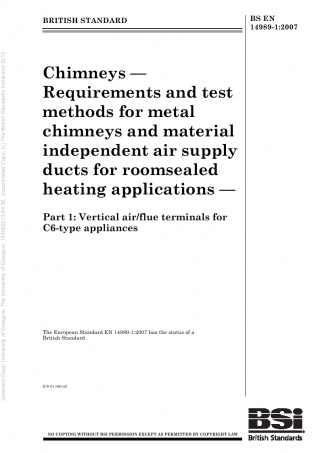 BRITISH STANDARD
BS EN
14989-1:2007
Chimneys —
Requirements and test
methods for metal
chimneys and material
independent air supply
ducts for roomsealed
heating applications —
Part 1: Vertical air/flue terminals for
C6-type appliances
The European Standard EN 14989-1:2007 has the status of a
British Standard
ICS 91.060.40
NO COPYING WITHOUT BSI PERMISSION EXCEPT AS PERMITTED BY COPYRIGHT LAW
BSi
British Standards
Licensed Copy: University of Glasgow, The University of Glasgow, 14/03/2010 04:36, Uncontrolled Copy, (c) The British Standards Institution 2013